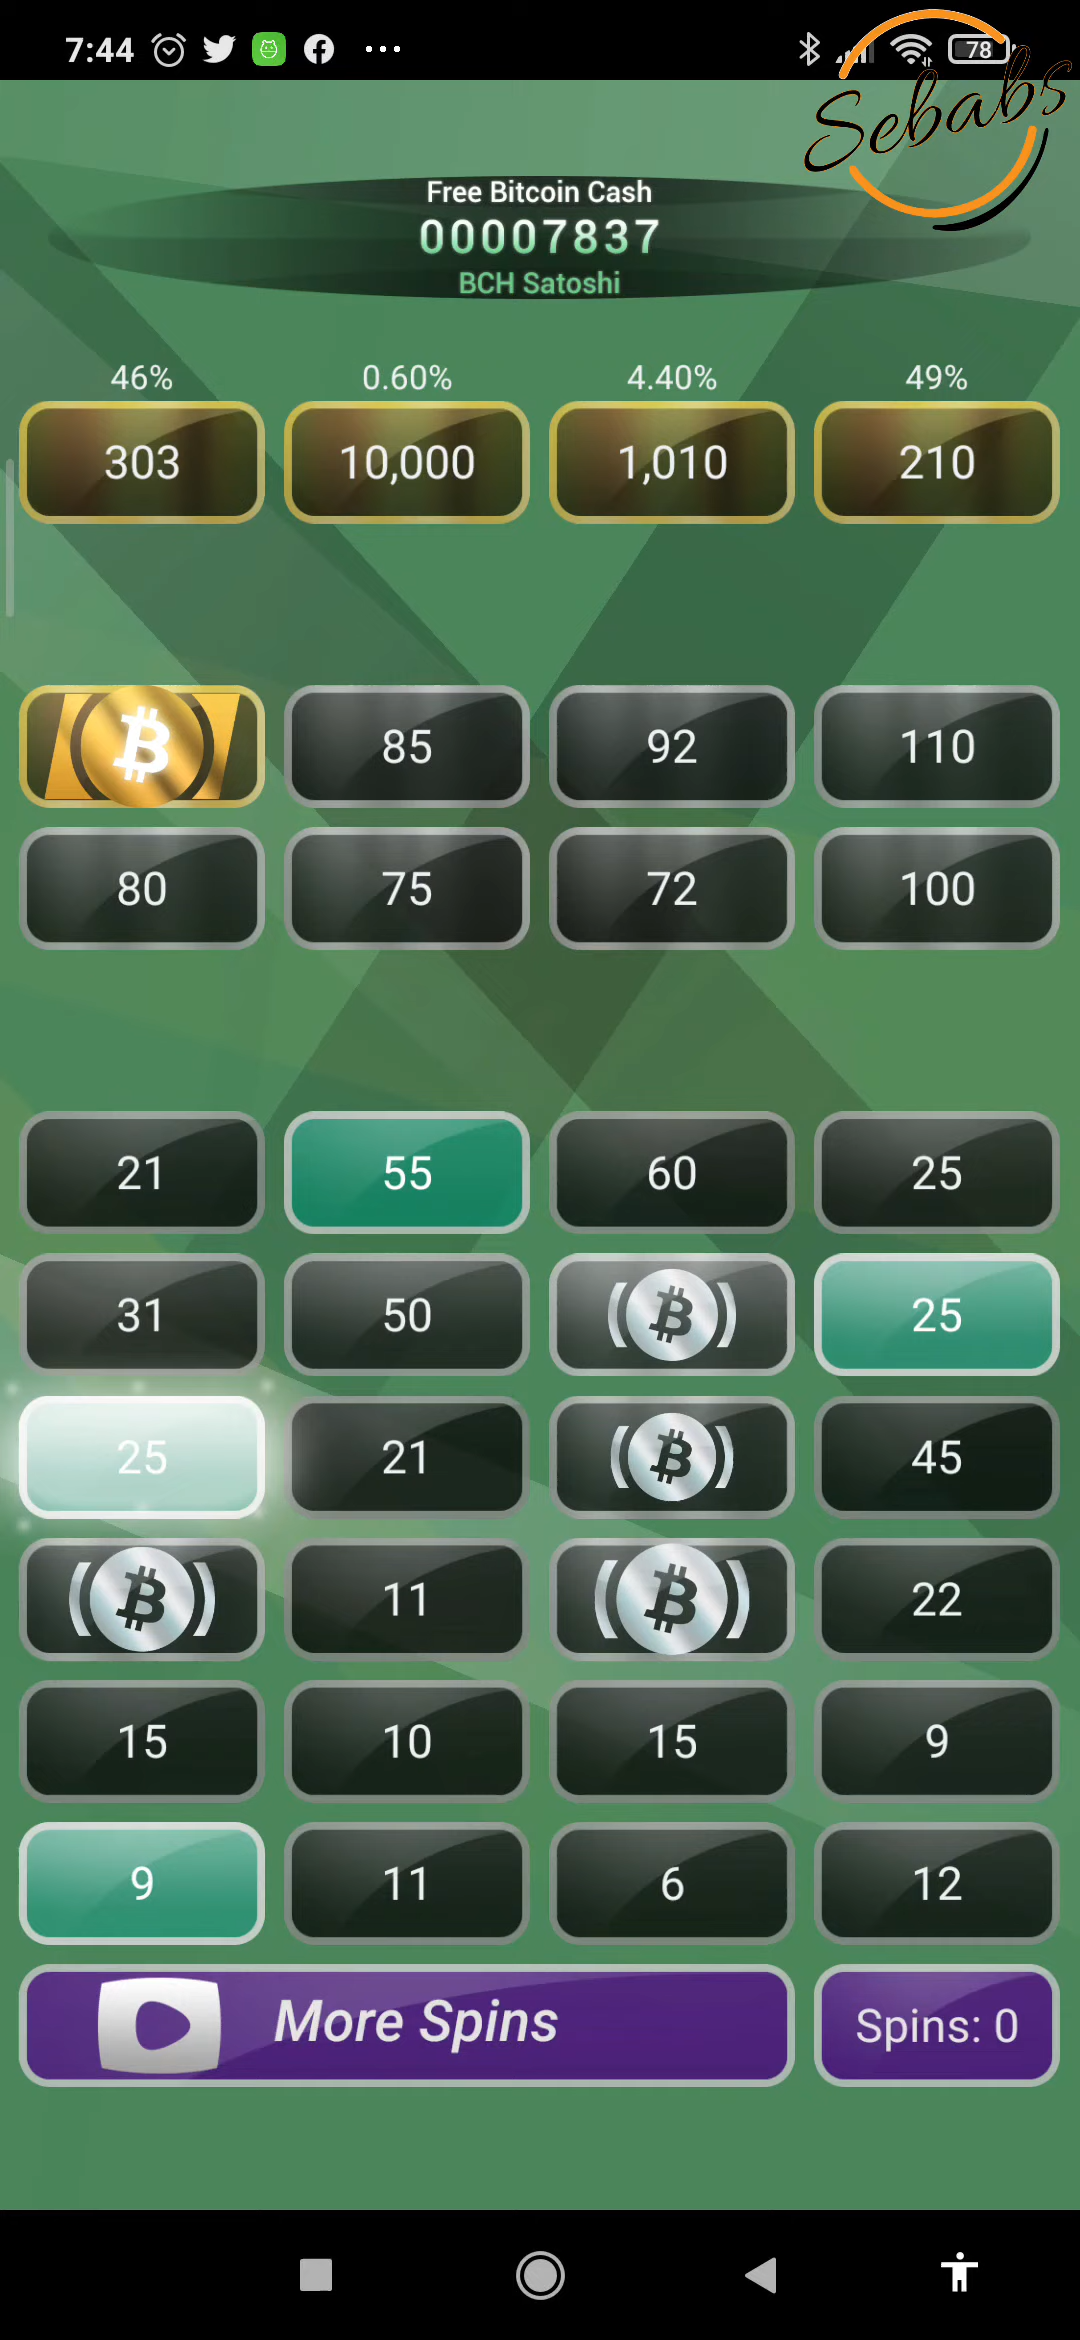 7:44
78
Sebabs
Free Bitcoin Cash
00007837
BCH Satoshi
46% 0.60% 4.40% 49%
303 10,000 1,010 210
85 92 110
80 75 72 100
21 55 60 25
31 50 25
25 21 45
11 22
15 10 15 9
9 11 6 12
More Spins Spins: 0